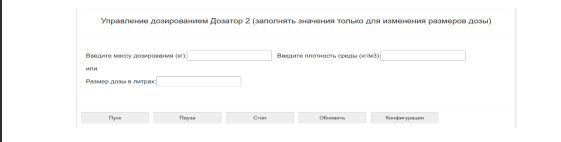 Управление дозированием Дозатор 2 (заполнять значения только для изменения размеров дозы)
Введите массу дозирования (кг): Введите плотность среды (кг/м3):
или
Размер дозы в литрах:
Пуск Пауза Стоп Обновить Конфигурация